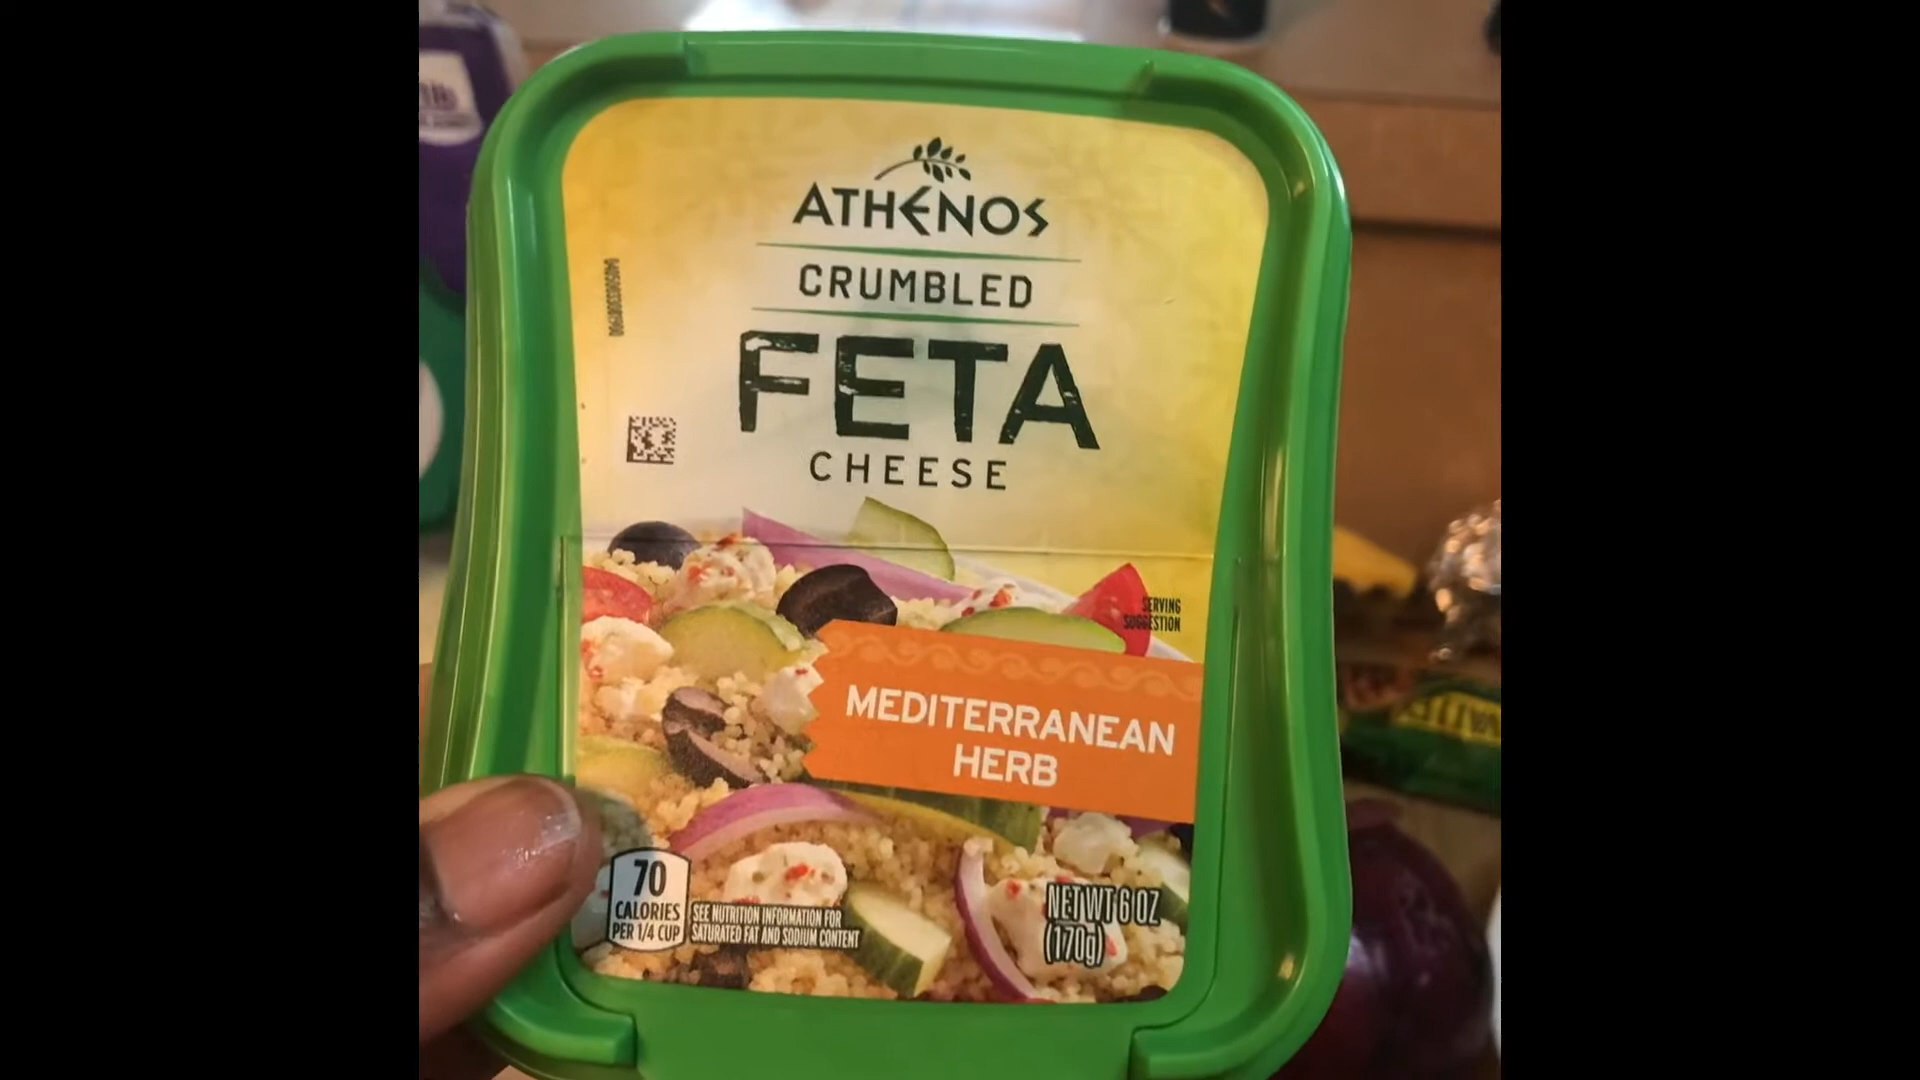 ATHENOS
CRUMBLED
FETA
CHEESE
SERVING
SUGGESTION
MEDITERRANEAN
HERB
70
CALORIES
PER 1/4 CUP
SEE NUTRITION INFORMATION FOR
SATURATED FAT AND SODIUM CONTENT
NET WT 6 OZ
(170g)